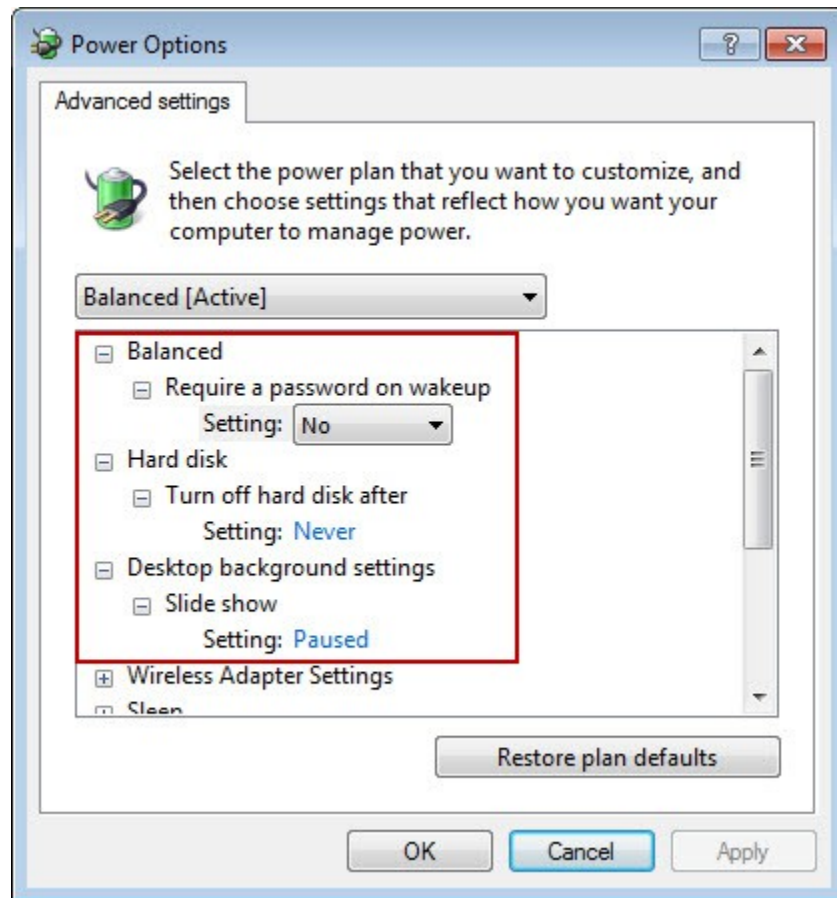 Power Options
Advanced settings
Select the power plan that you want to customize, and
then choose settings that reflect how you want your
computer to manage power.
Balanced [Active]
Balanced
Require a password on wakeup
Setting: No
Hard disk
Turn off hard disk after
Setting: Never
Desktop background settings
Slide show
Setting: Paused
Wireless Adapter Settings
Sleep
Restore plan defaults
OK Cancel Apply